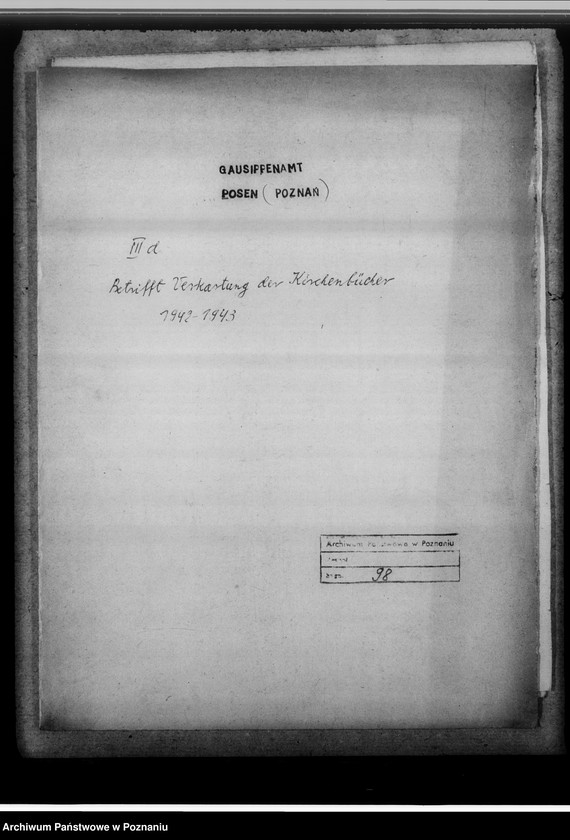 GAUSIPPENAMT
POSEN (POZNAŃ)
III d
Betrifft Verkartung der Kirchenbücher
1942-1943
Archiwum Państwowe w Poznaniu
98
Archiwum Państwowe w Poznaniu